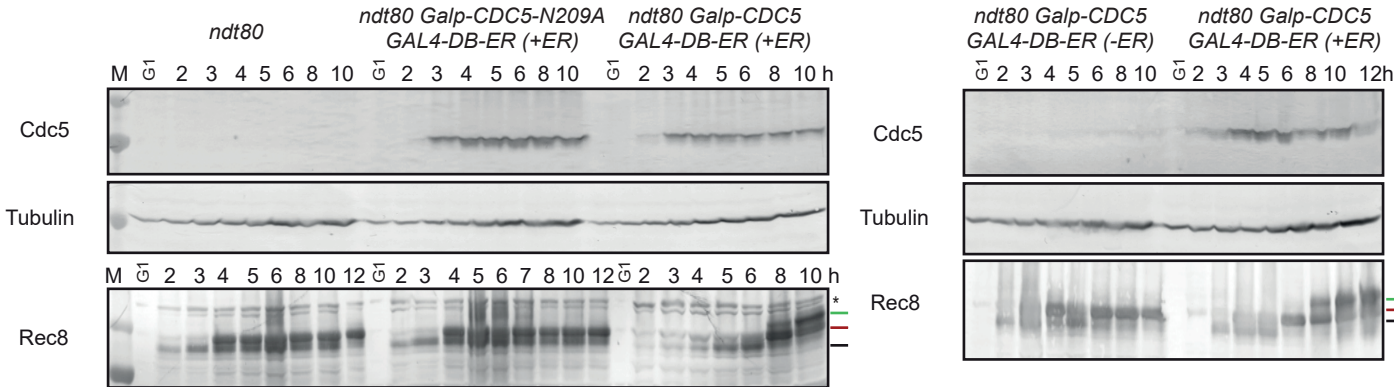 ndt80
ndt80 Galp-CDC5-N209A
GAL4-DB-ER (+ER)
ndt80 Galp-CDC5
GAL4-DB-ER (+ER)
M G1 2 3 4 5 6 8 10 G1 2 3 4 5 6 8 10 G1 2 3 4 5 6 8 10 h
Cdc5
Tubulin
M G1 2 3 4 5 6 8 10 12 G1 2 3 4 5 6 7 8 10 12 G1 2 3 4 5 6 8 10 h
*
Rec8
ndt80 Galp-CDC5
GAL4-DB-ER (-ER)
ndt80 Galp-CDC5
GAL4-DB-ER (+ER)
G1 2 3 4 5 6 8 10 G1 2 3 4 5 6 8 10 12h
Cdc5
Tubulin
Rec8